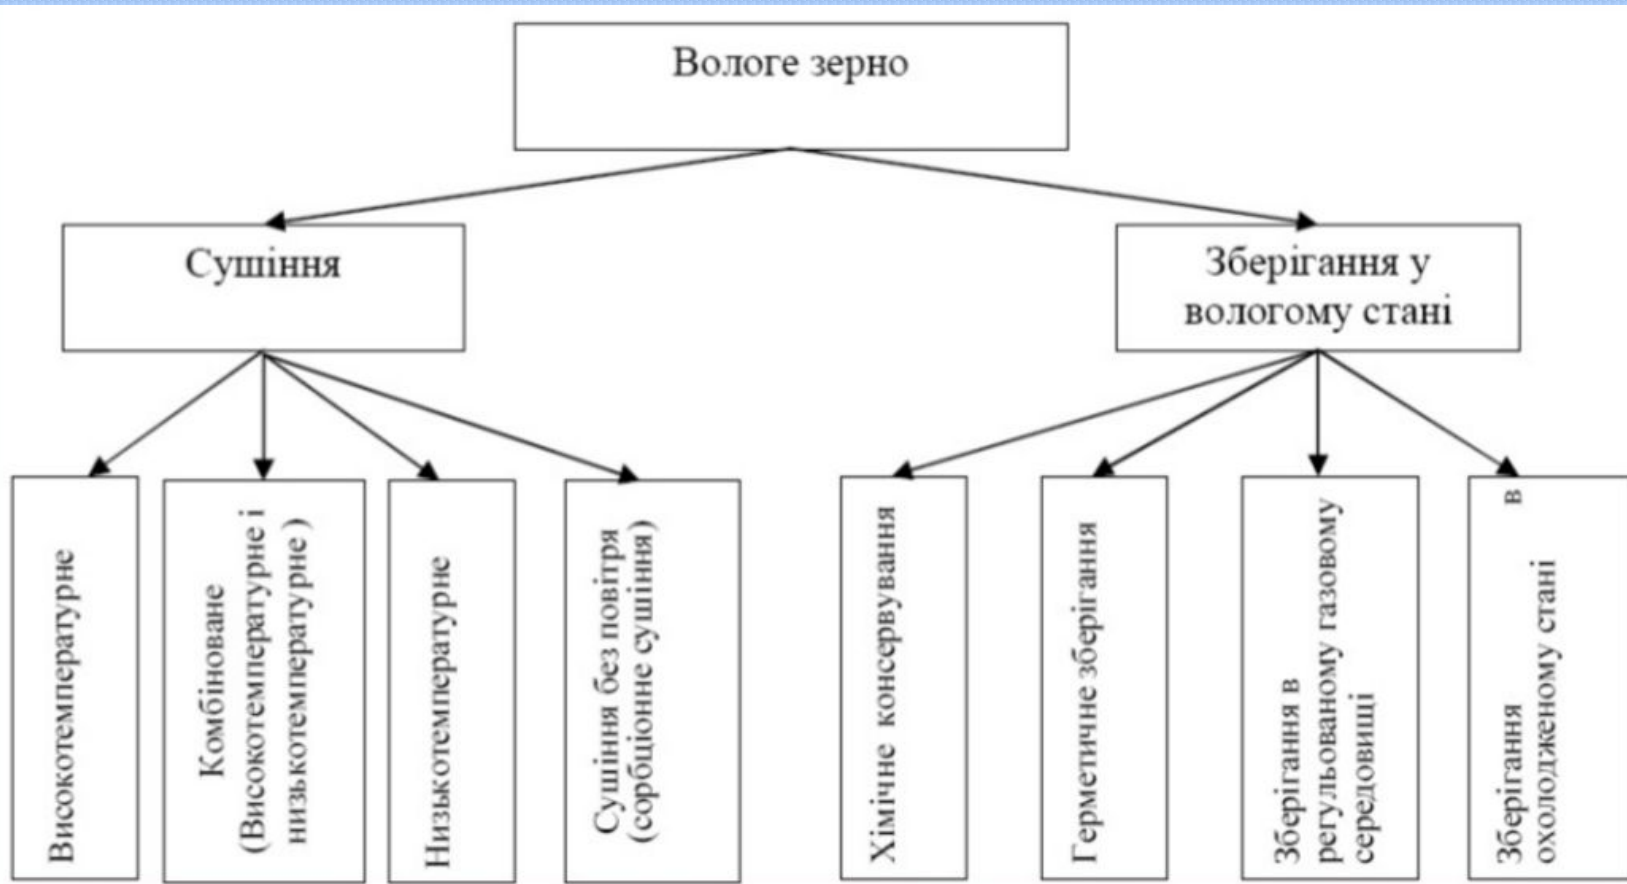 Вологе зерно
Сушіння
Зберігання у
вологому стані
Високотемпературне
Комбіноване
(Високотемпературне і
низькотемпературне )
Низькотемпературне
Сушіння без повітря
(сорбціонне сушіння)
Хімічне консервування
Герметичне зберігання
Зберігання в
регульованому газовому
середовищі
Зберігання в
охолодженому стані